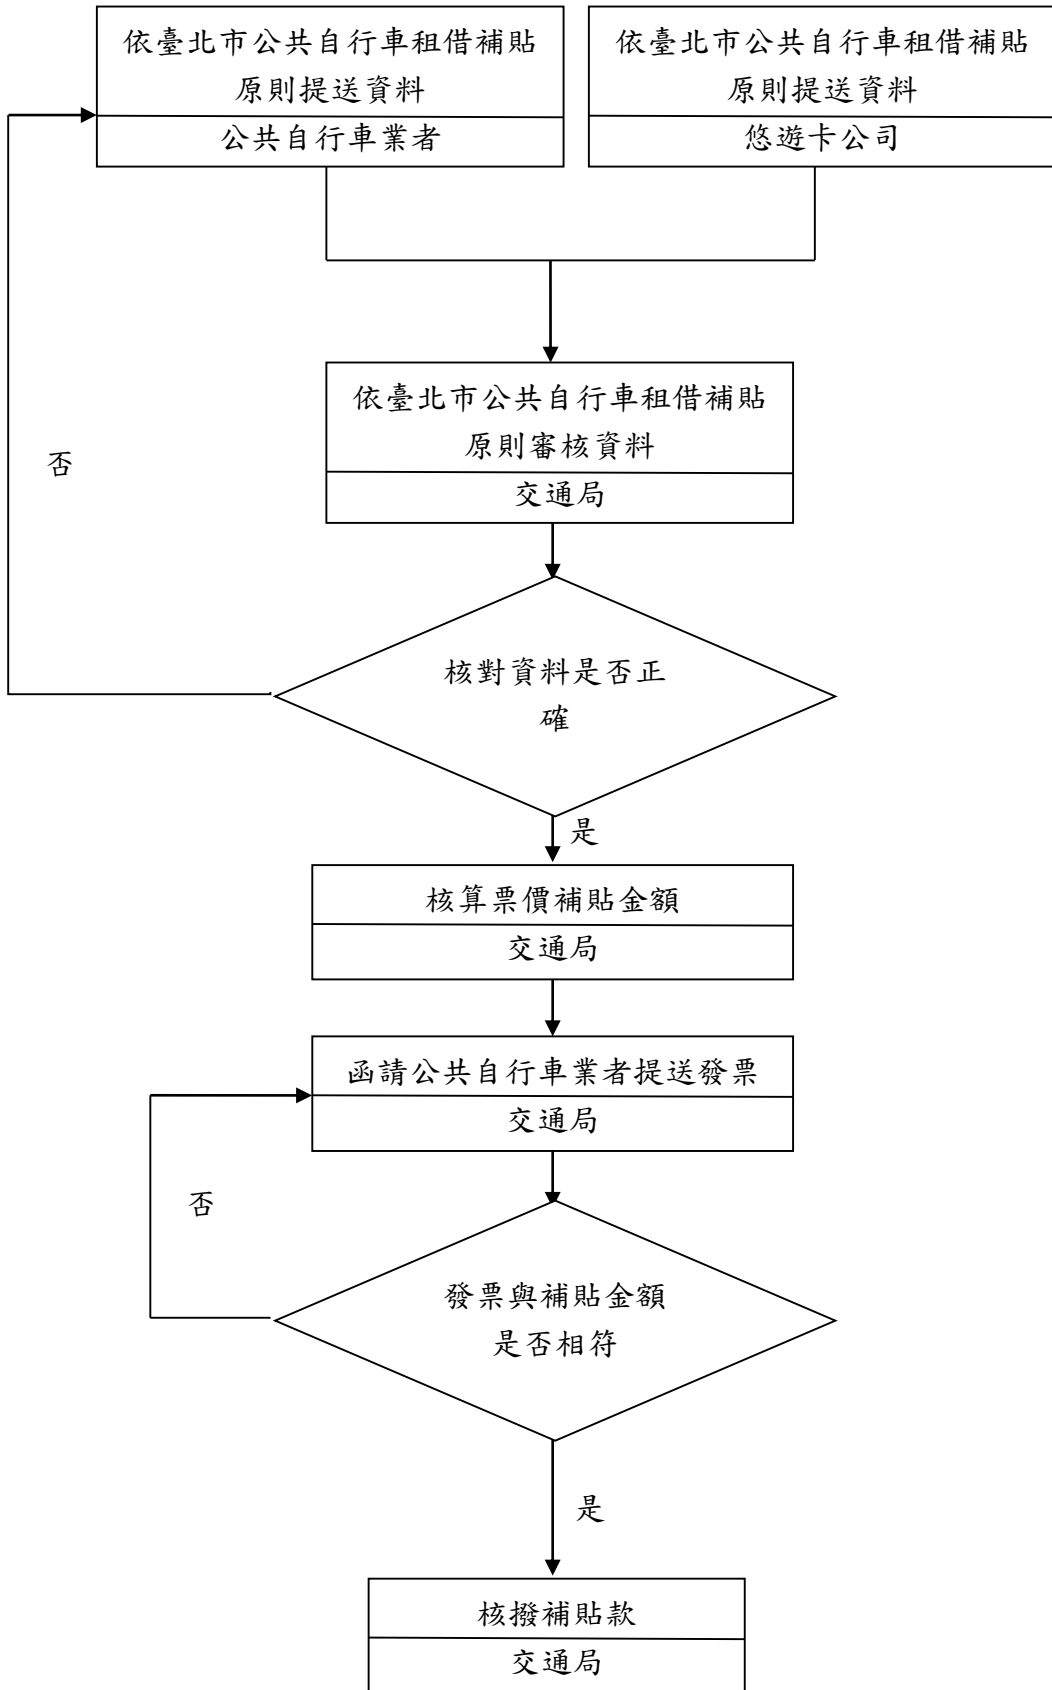 依臺北市公共自行車租借補貼
原則提送資料
公共自行車業者
依臺北市公共自行車租借補貼
原則提送資料
悠遊卡公司
依臺北市公共自行車租借補貼
原則審核資料
交通局
否
核對資料是否正
確
是
核算票價補貼金額
交通局
函請公共自行車業者提送發票
交通局
否
發票與補貼金額
是否相符
是
核撥補貼款
交通局